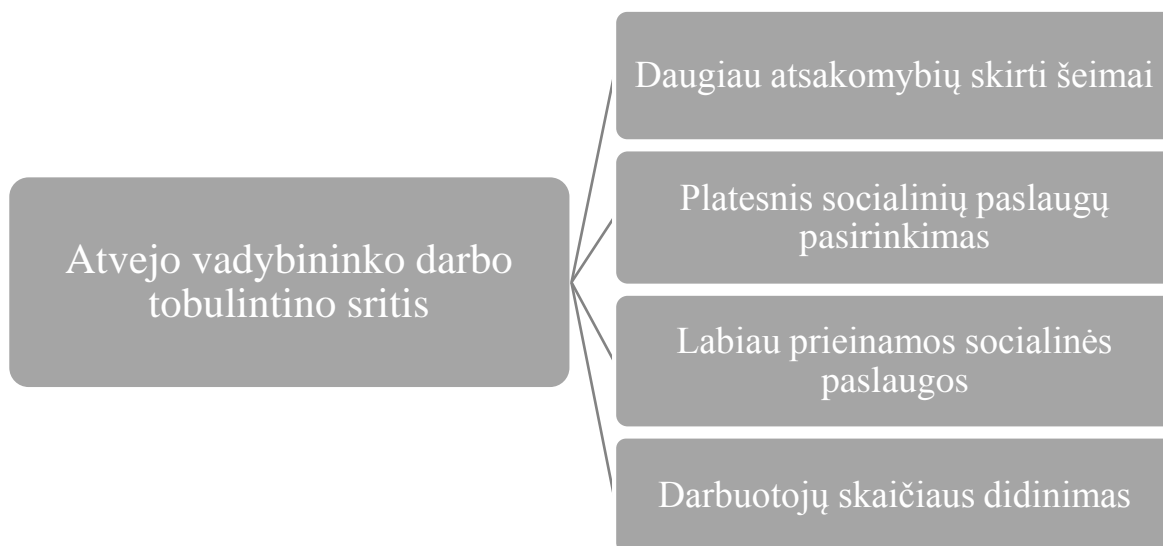 Atvejo vadybininko darbo
tobulintino sritis
Daugiau atsakomybių skirti šeimai
Platesnis socialinių paslaugų
pasirinkimas
Labiau prieinamos socialinės
paslaugos
Darbuotojų skaičiaus didinimas